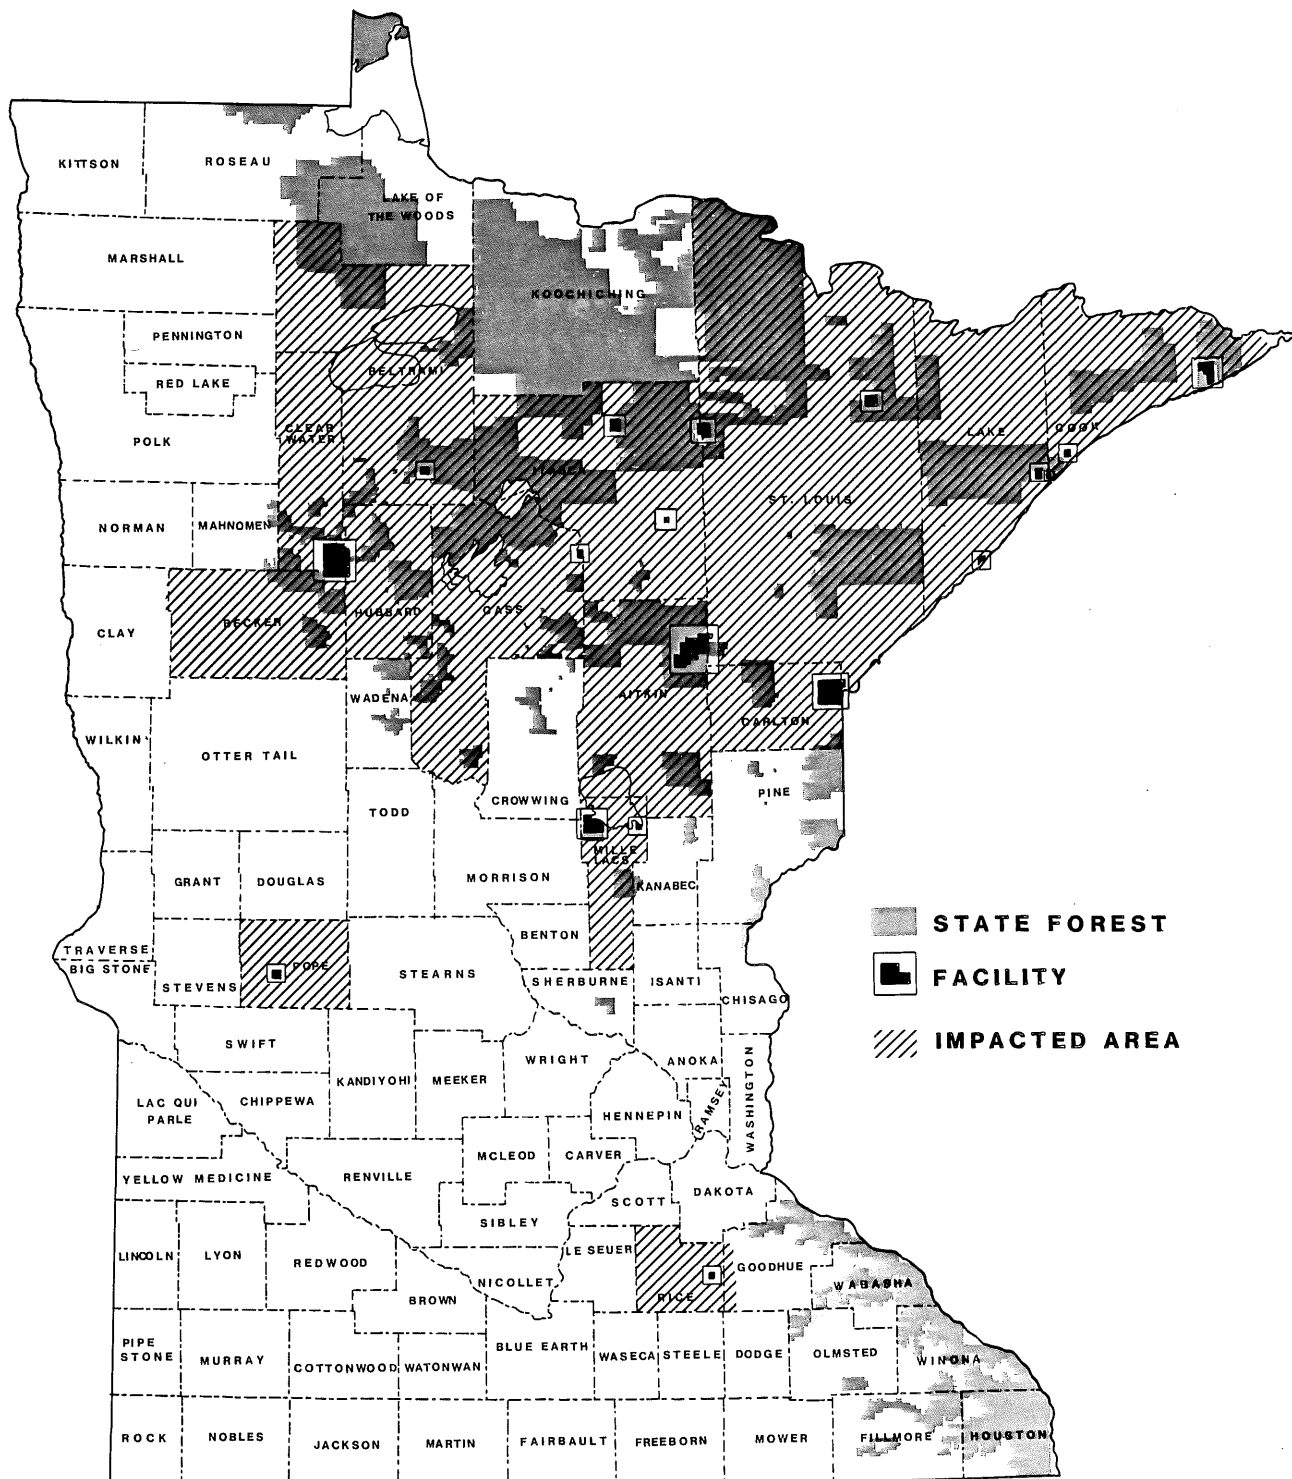 KITTSON
ROSEAU
LAKE OF
THE WOODS
MARSHALL
KOOCHICHING
PENNINGTON
BELTRAMI
RED LAKE
CLEAR
WATER
POLK
LAKE
COOK
ITASCA
ST. LOUIS
NORMAN
MAHNOMEN
HUBBARD
CASS
BECKER
CLAY
WADENA
AITKIN
CARLTON
WILKIN
OTTER TAIL
PINE
CROWWING
TODD
MILLE
LACS
GRANT
DOUGLAS
MORRISON
KANABEC
STATE FOREST
BENTON
TRAVERSE
BIG STONE
POPE
STEARNS
FACILITY
STEVENS
SHERBURNE
ISANTI
CHISAGO
SWIFT
IMPACTED AREA
WRIGHT
ANOKA
KANDIYOHI
MEEKER
WASHINGTON
RAMSEY
LAC QUI
PARLE
CHIPPEWA
HENNEPIN
MCLEOD
CARVER
YELLOW MEDICINE
RENVILLE
DAKOTA
SCOTT
SIBLEY
LINCOLN
LYON
REDWOOD
LE SEUER
GOODHUE
NICOLLET
WABASHA
BROWN
RICE
PIPE
STONE
MURRAY
COTTONWOOD
WATONWAN
BLUE EARTH
WASECA
STEELE
DODGE
OLMSTED
WINONA
ROCK
NOBLES
JACKSON
MARTIN
FAIRBAULT
FREEBORN
MOWER
FILLMORE
HOUSTON